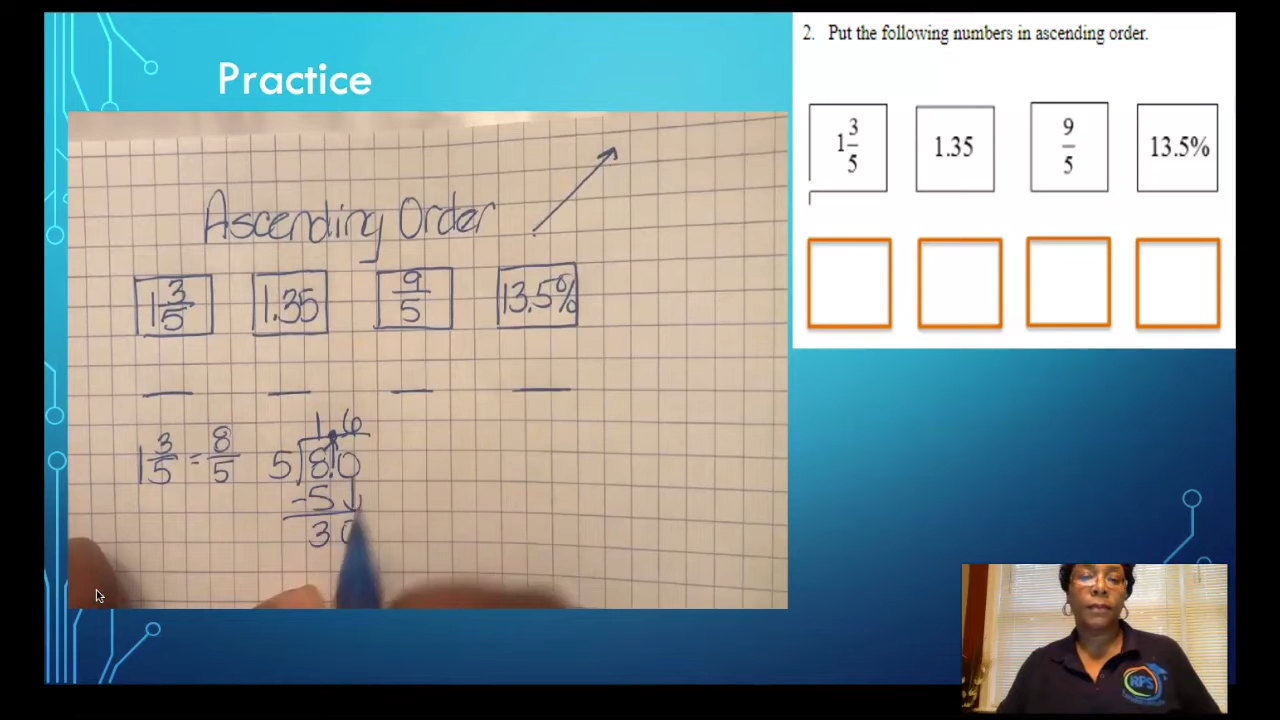 Practice
Ascending Order
1 3/5 1.35 9/5 13.5%
1 3/5 = 8/5
1.6
5)8.0
-5
30
2. Put the following numbers in ascending order.
1 3/5 1.35 9/5 13.5%
RPS